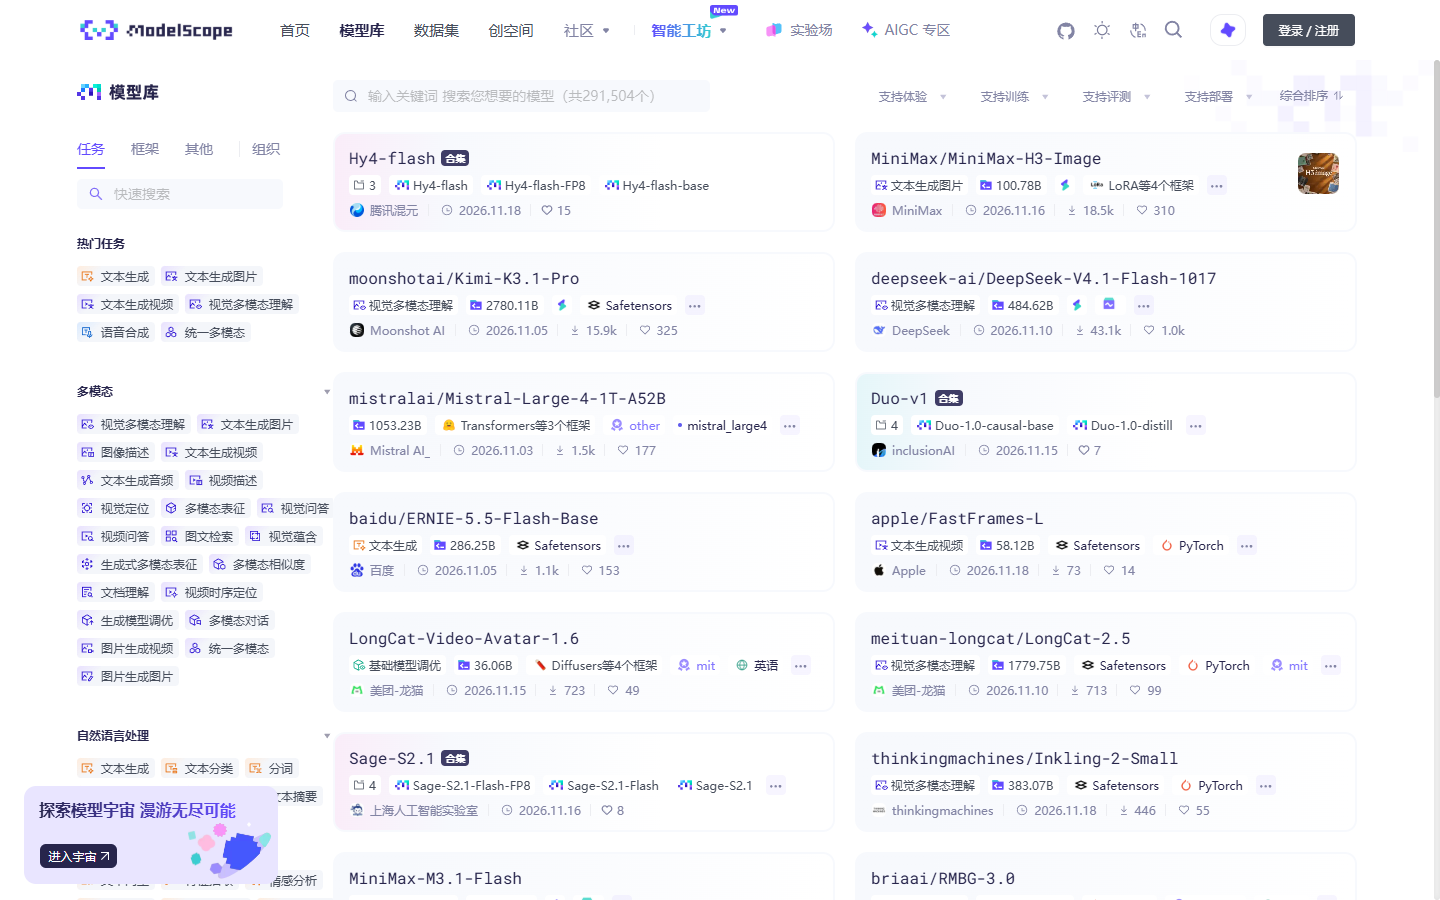 ModelScope
首页
模型库
数据集
创空间
社区
智能工坊
New
实验场
AIGC 专区
登录 / 注册
模型库
输入关键词 搜索您想要的模型（共291,504个）
支持体验
支持训练
支持评测
支持部署
综合排序
任务
框架
其他
组织
快速搜索
热门任务
文本生成 文本生成图片
文本生成视频 视觉多模态理解
语音合成 统一多模态
多模态
视觉多模态理解 文本生成图片
图像描述 文本生成视频
文本生成音频 视频描述
视觉定位 多模态表征 视觉问答
视频问答 图文检索 视觉蕴含
生成式多模态表征 多模态相似度
文档理解 视频时序定位
生成模型调优 多模态对话
图片生成视频 统一多模态
图片生成图片
自然语言处理
文本生成 文本分类 分词
文本摘要
情感分析
探索模型宇宙 漫游无尽可能
进入宇宙
Hy4-flash 合集
3 Hy4-flash Hy4-flash-FP8 Hy4-flash-base
腾讯混元 2026.11.18 15
MiniMax/MiniMax-H3-Image
文本生成图片 100.78B LoRA等4个框架 ...
MiniMax 2026.11.16 18.5k 310
H3 Image
moonshotai/Kimi-K3.1-Pro
视觉多模态理解 2780.11B Safetensors ...
Moonshot AI 2026.11.05 15.9k 325
deepseek-ai/DeepSeek-V4.1-Flash-1017
视觉多模态理解 484.62B ...
DeepSeek 2026.11.10 43.1k 1.0k
mistralai/Mistral-Large-4-1T-A52B
1053.23B Transformers等3个框架 other mistral_large4 ...
Mistral AI_ 2026.11.03 1.5k 177
Duo-v1 合集
4 Duo-1.0-causal-base Duo-1.0-distill ...
inclusionAI 2026.11.15 7
baidu/ERNIE-5.5-Flash-Base
文本生成 286.25B Safetensors ...
百度 2026.11.05 1.1k 153
apple/FastFrames-L
文本生成视频 58.12B Safetensors PyTorch ...
Apple 2026.11.18 73 14
LongCat-Video-Avatar-1.6
基础模型调优 36.06B Diffusers等4个框架 mit 英语 ...
美团-龙猫 2026.11.15 723 49
meituan-longcat/LongCat-2.5
视觉多模态理解 1779.75B Safetensors PyTorch mit ...
美团-龙猫 2026.11.10 713 99
Sage-S2.1 合集
4 Sage-S2.1-Flash-FP8 Sage-S2.1-Flash Sage-S2.1 ...
上海人工智能实验室 2026.11.16 8
thinkingmachines/Inkling-2-Small
视觉多模态理解 383.07B Safetensors PyTorch ...
thinkingmachines 2026.11.18 446 55
MiniMax-M3.1-Flash
briaai/RMBG-3.0